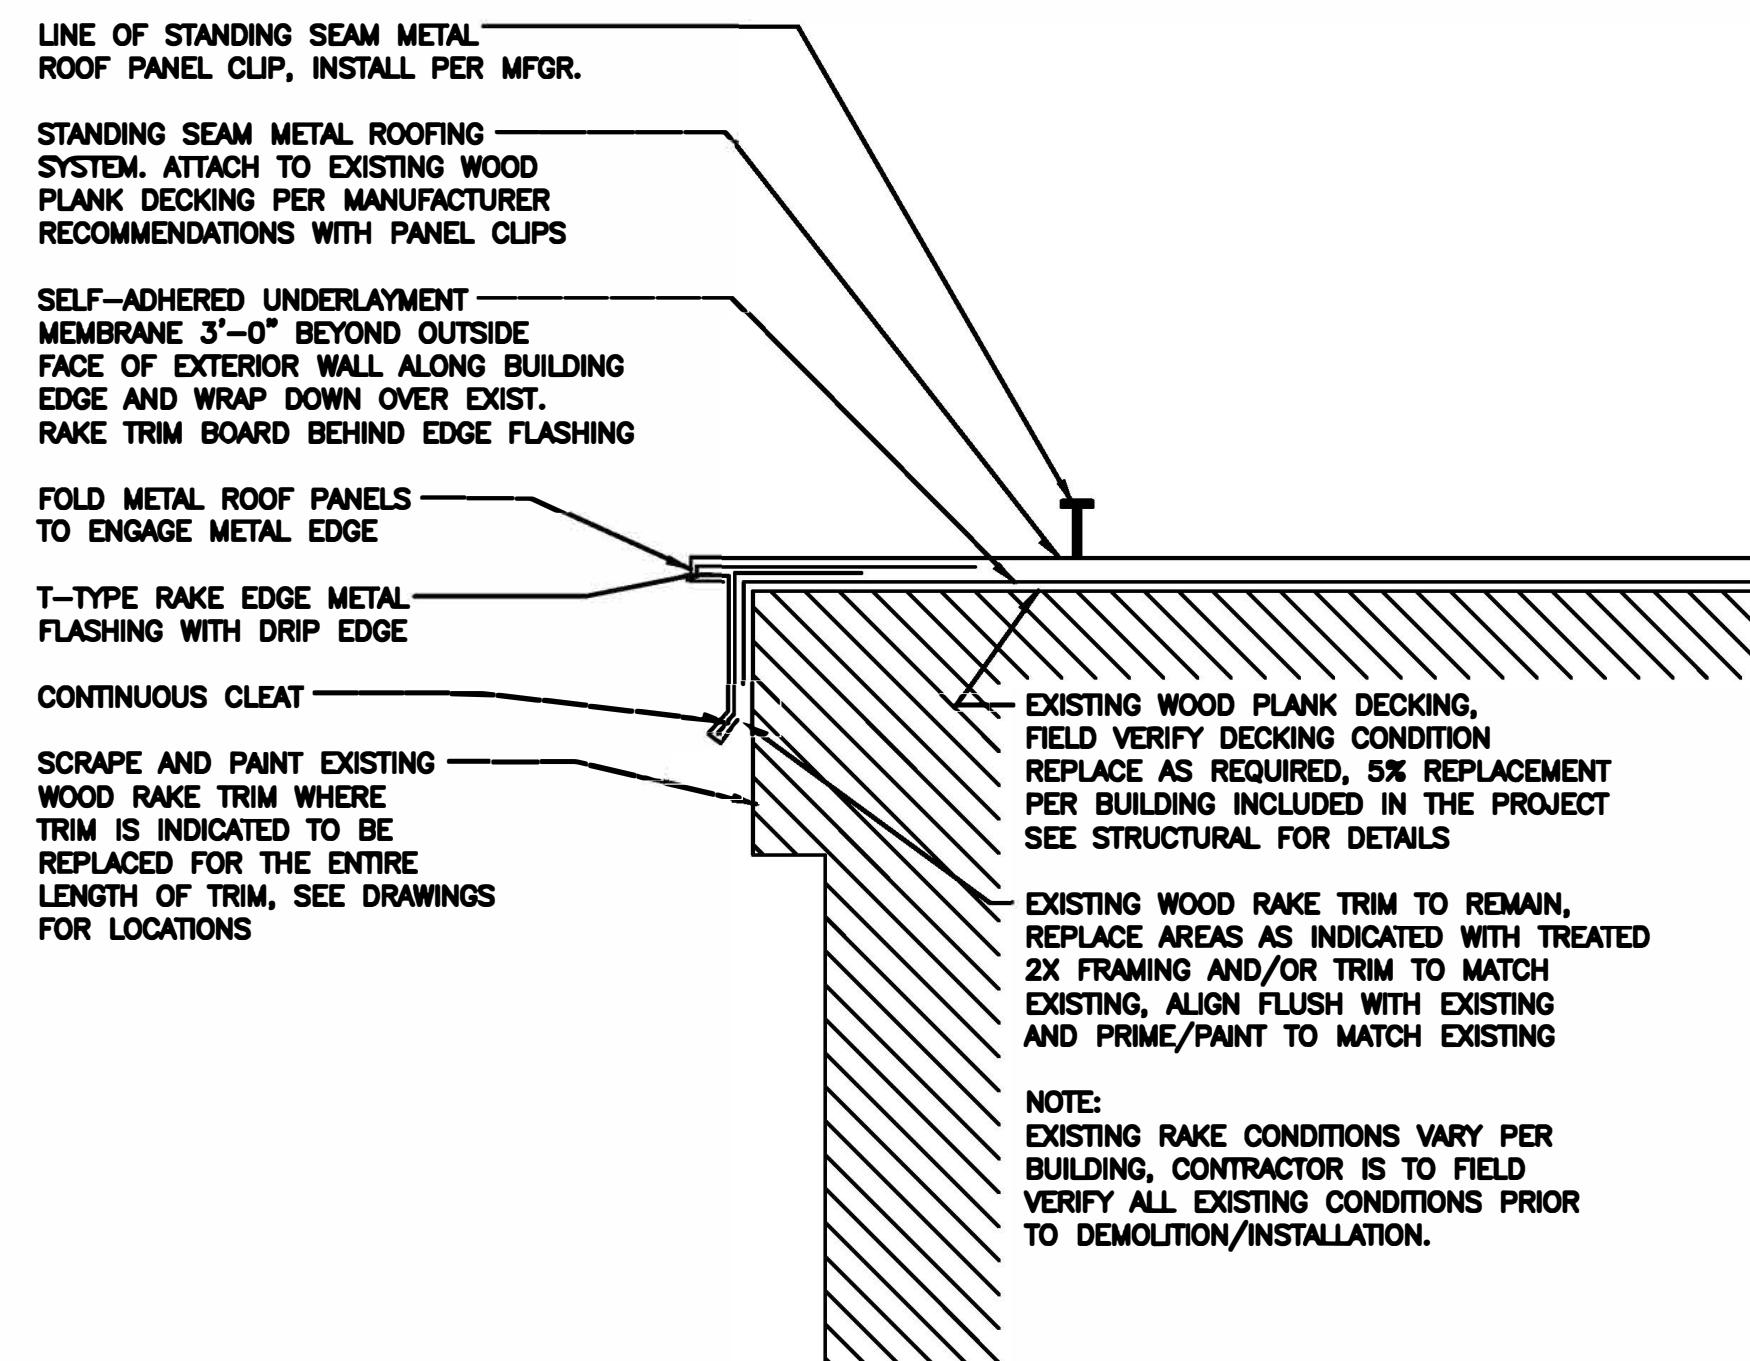 LINE OF STANDING SEAM METAL
ROOF PANEL CLIP, INSTALL PER MFGR.
STANDING SEAM METAL ROOFING
SYSTEM. ATTACH TO EXISTING WOOD
PLANK DECKING PER MANUFACTURER
RECOMMENDATIONS WITH PANEL CLIPS
SELF-ADHERED UNDERLAYMENT
MEMBRANE 3'-0" BEYOND OUTSIDE
FACE OF EXTERIOR WALL ALONG BUILDING
EDGE AND WRAP DOWN OVER EXIST.
RAKE TRIM BOARD BEHIND EDGE FLASHING
FOLD METAL ROOF PANELS
TO ENGAGE METAL EDGE
T-TYPE RAKE EDGE METAL
FLASHING WITH DRIP EDGE
CONTINUOUS CLEAT
SCRAPE AND PAINT EXISTING
WOOD RAKE TRIM WHERE
TRIM IS INDICATED TO BE
REPLACED FOR THE ENTIRE
LENGTH OF TRIM, SEE DRAWINGS
FOR LOCATIONS
EXISTING WOOD PLANK DECKING,
FIELD VERIFY DECKING CONDITION
REPLACE AS REQUIRED, 5% REPLACEMENT
PER BUILDING INCLUDED IN THE PROJECT
SEE STRUCTURAL FOR DETAILS
EXISTING WOOD RAKE TRIM TO REMAIN,
REPLACE AREAS AS INDICATED WITH TREATED
2X FRAMING AND/OR TRIM TO MATCH
EXISTING, ALIGN FLUSH WITH EXISTING
AND PRIME/PAINT TO MATCH EXISTING
NOTE:
EXISTING RAKE CONDITIONS VARY PER
BUILDING, CONTRACTOR IS TO FIELD
VERIFY ALL EXISTING CONDITIONS PRIOR
TO DEMOLITION/INSTALLATION.